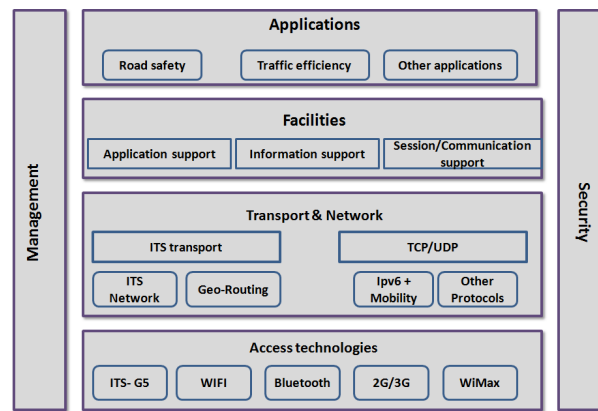 Management
Applications
Road safety
Traffic efficiency
Other applications
Facilities
Application support
Information support
Session/Communication
support
Transport & Network
ITS transport
TCP/UDP
ITS
Network
Geo-Routing
Ipv6 +
Mobility
Other
Protocols
Access technologies
ITS- G5
WIFI
Bluetooth
2G/3G
WiMax
Security